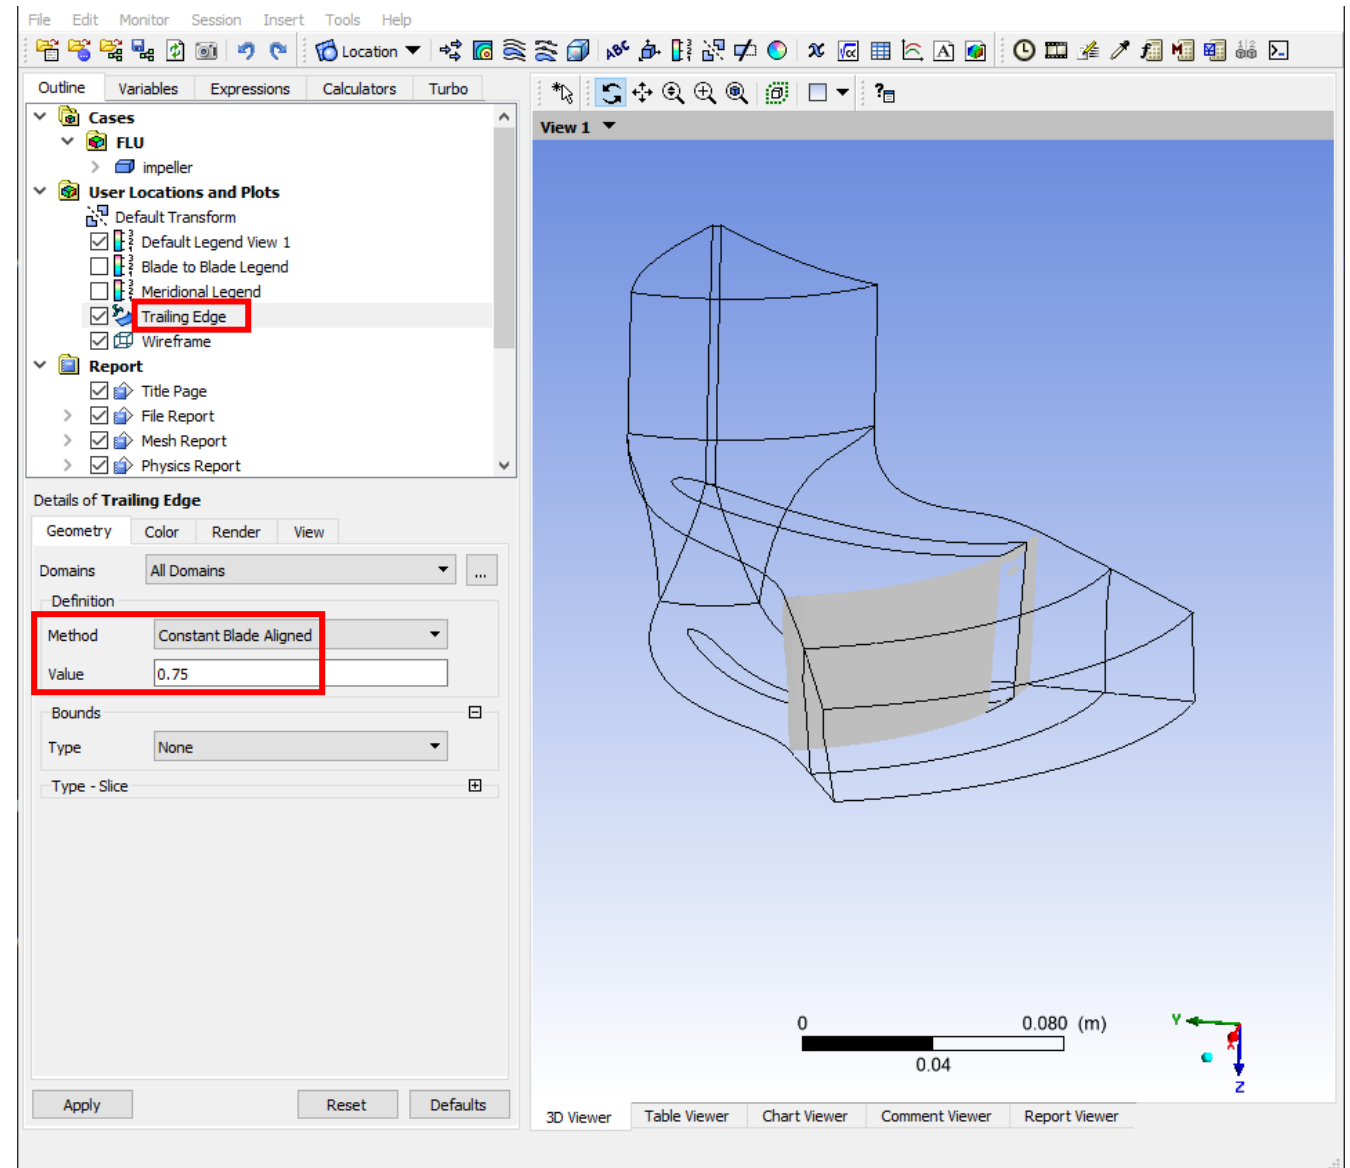 File Edit Monitor Session Insert Tools Help
Location
Outline Variables Expressions Calculators Turbo
Cases
FLU
impeller
User Locations and Plots
Default Transform
Default Legend View 1
Blade to Blade Legend
Meridional Legend
Trailing Edge
Wireframe
Report
Title Page
File Report
Mesh Report
Physics Report
Details of Trailing Edge
Geometry Color Render View
Domains All Domains ...
Definition
Method Constant Blade Aligned
Value 0.75
Bounds
Type None
Type - Slice
Apply Reset Defaults
View 1
0 0.080 (m)
0.04
Y
X
Z
3D Viewer Table Viewer Chart Viewer Comment Viewer Report Viewer